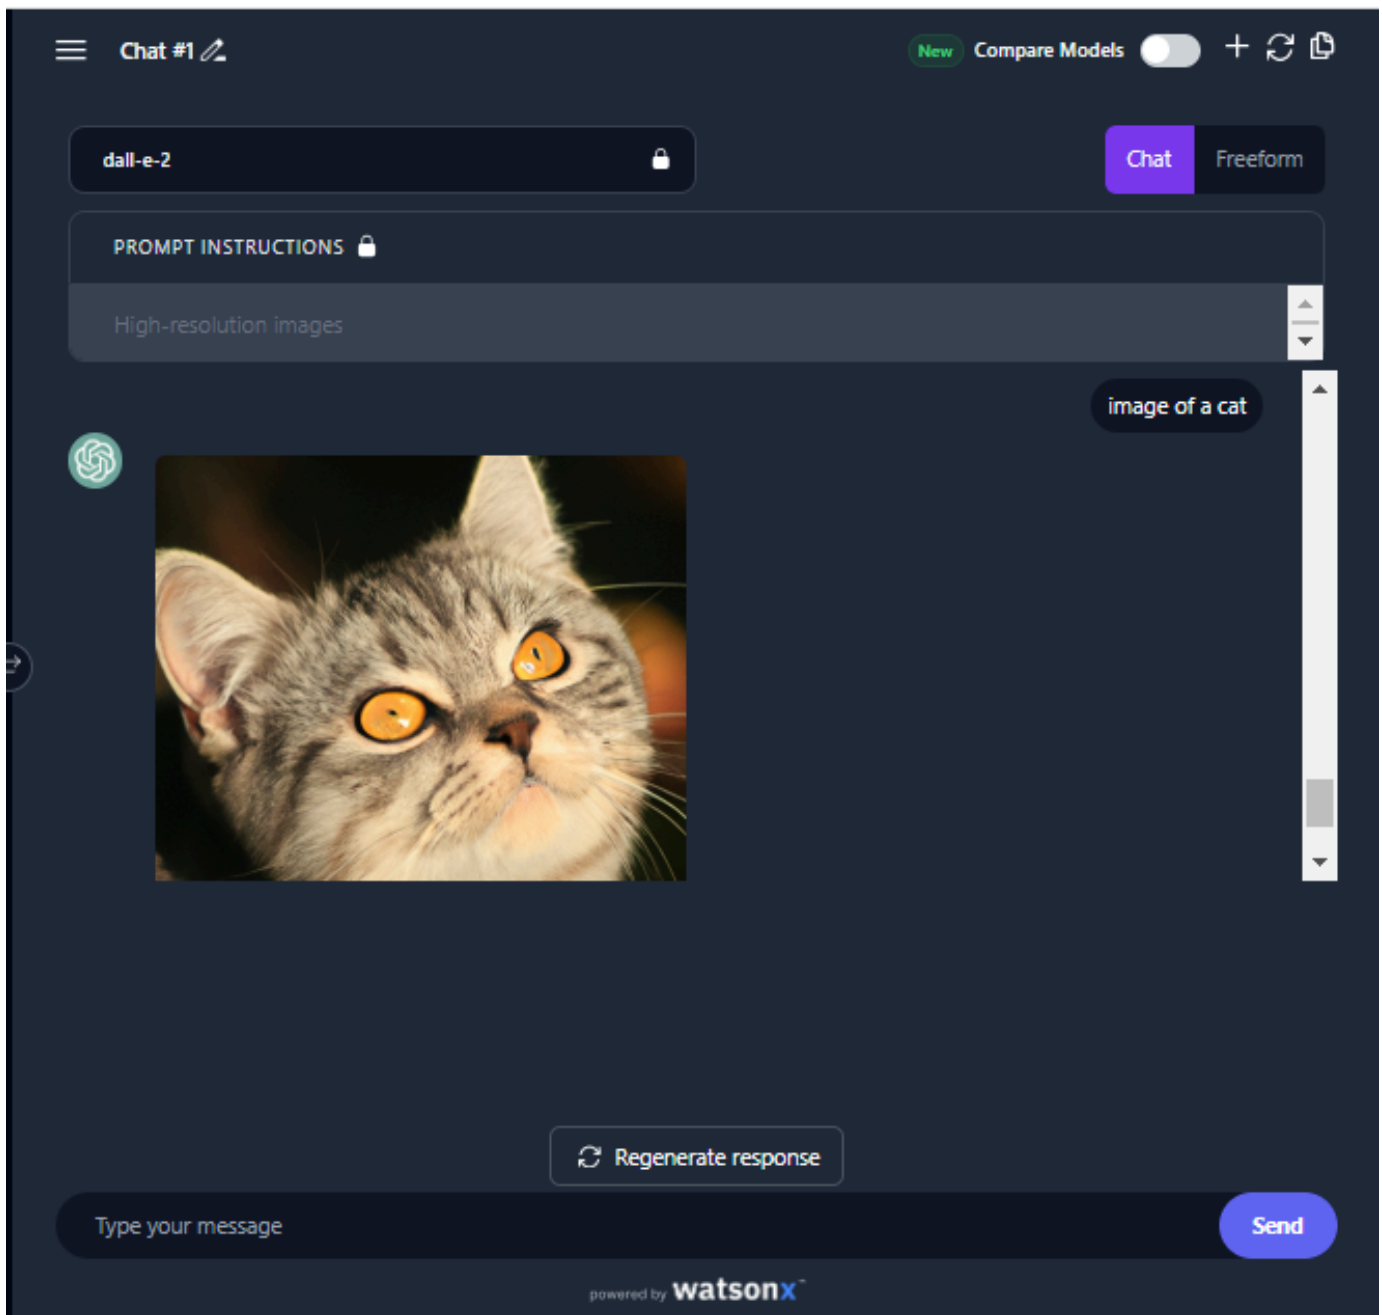 Chat #1
New Compare Models
dall-e-2
Chat Freeform
PROMPT INSTRUCTIONS
High-resolution images
image of a cat
Regenerate response
Type your message
Send
powered by watsonx™